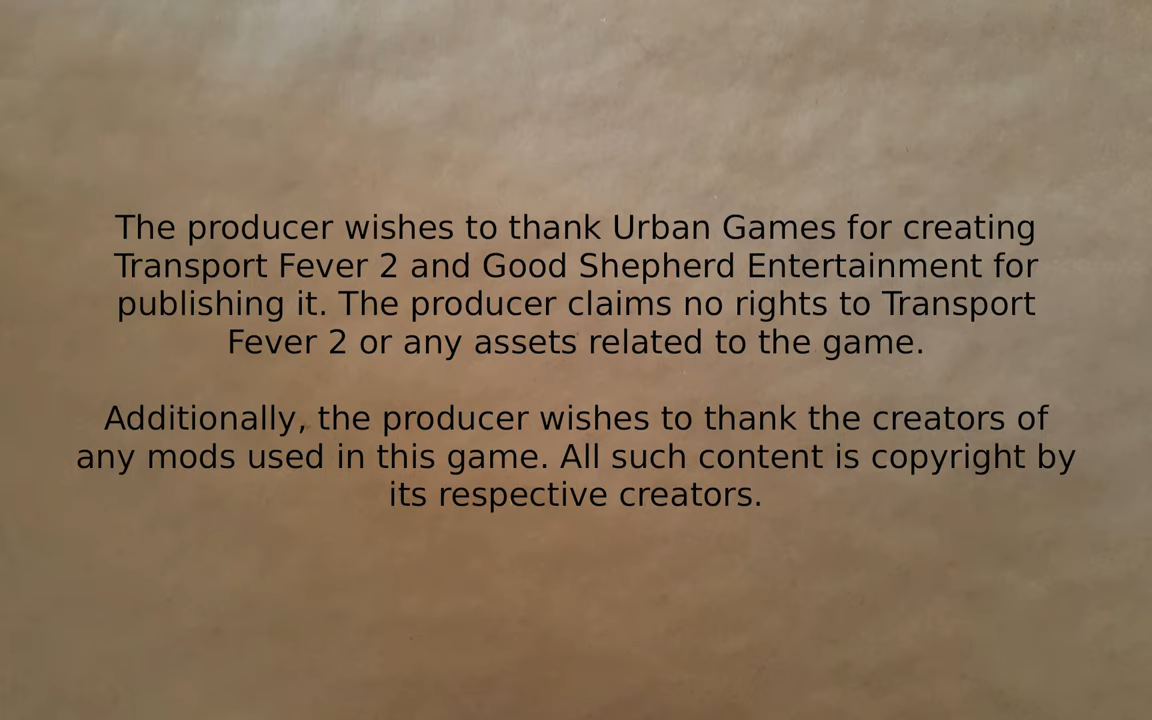 The producer wishes to thank Urban Games for creating
Transport Fever 2 and Good Shepherd Entertainment for
publishing it. The producer claims no rights to Transport
Fever 2 or any assets related to the game.
Additionally, the producer wishes to thank the creators of
any mods used in this game. All such content is copyright by
its respective creators.